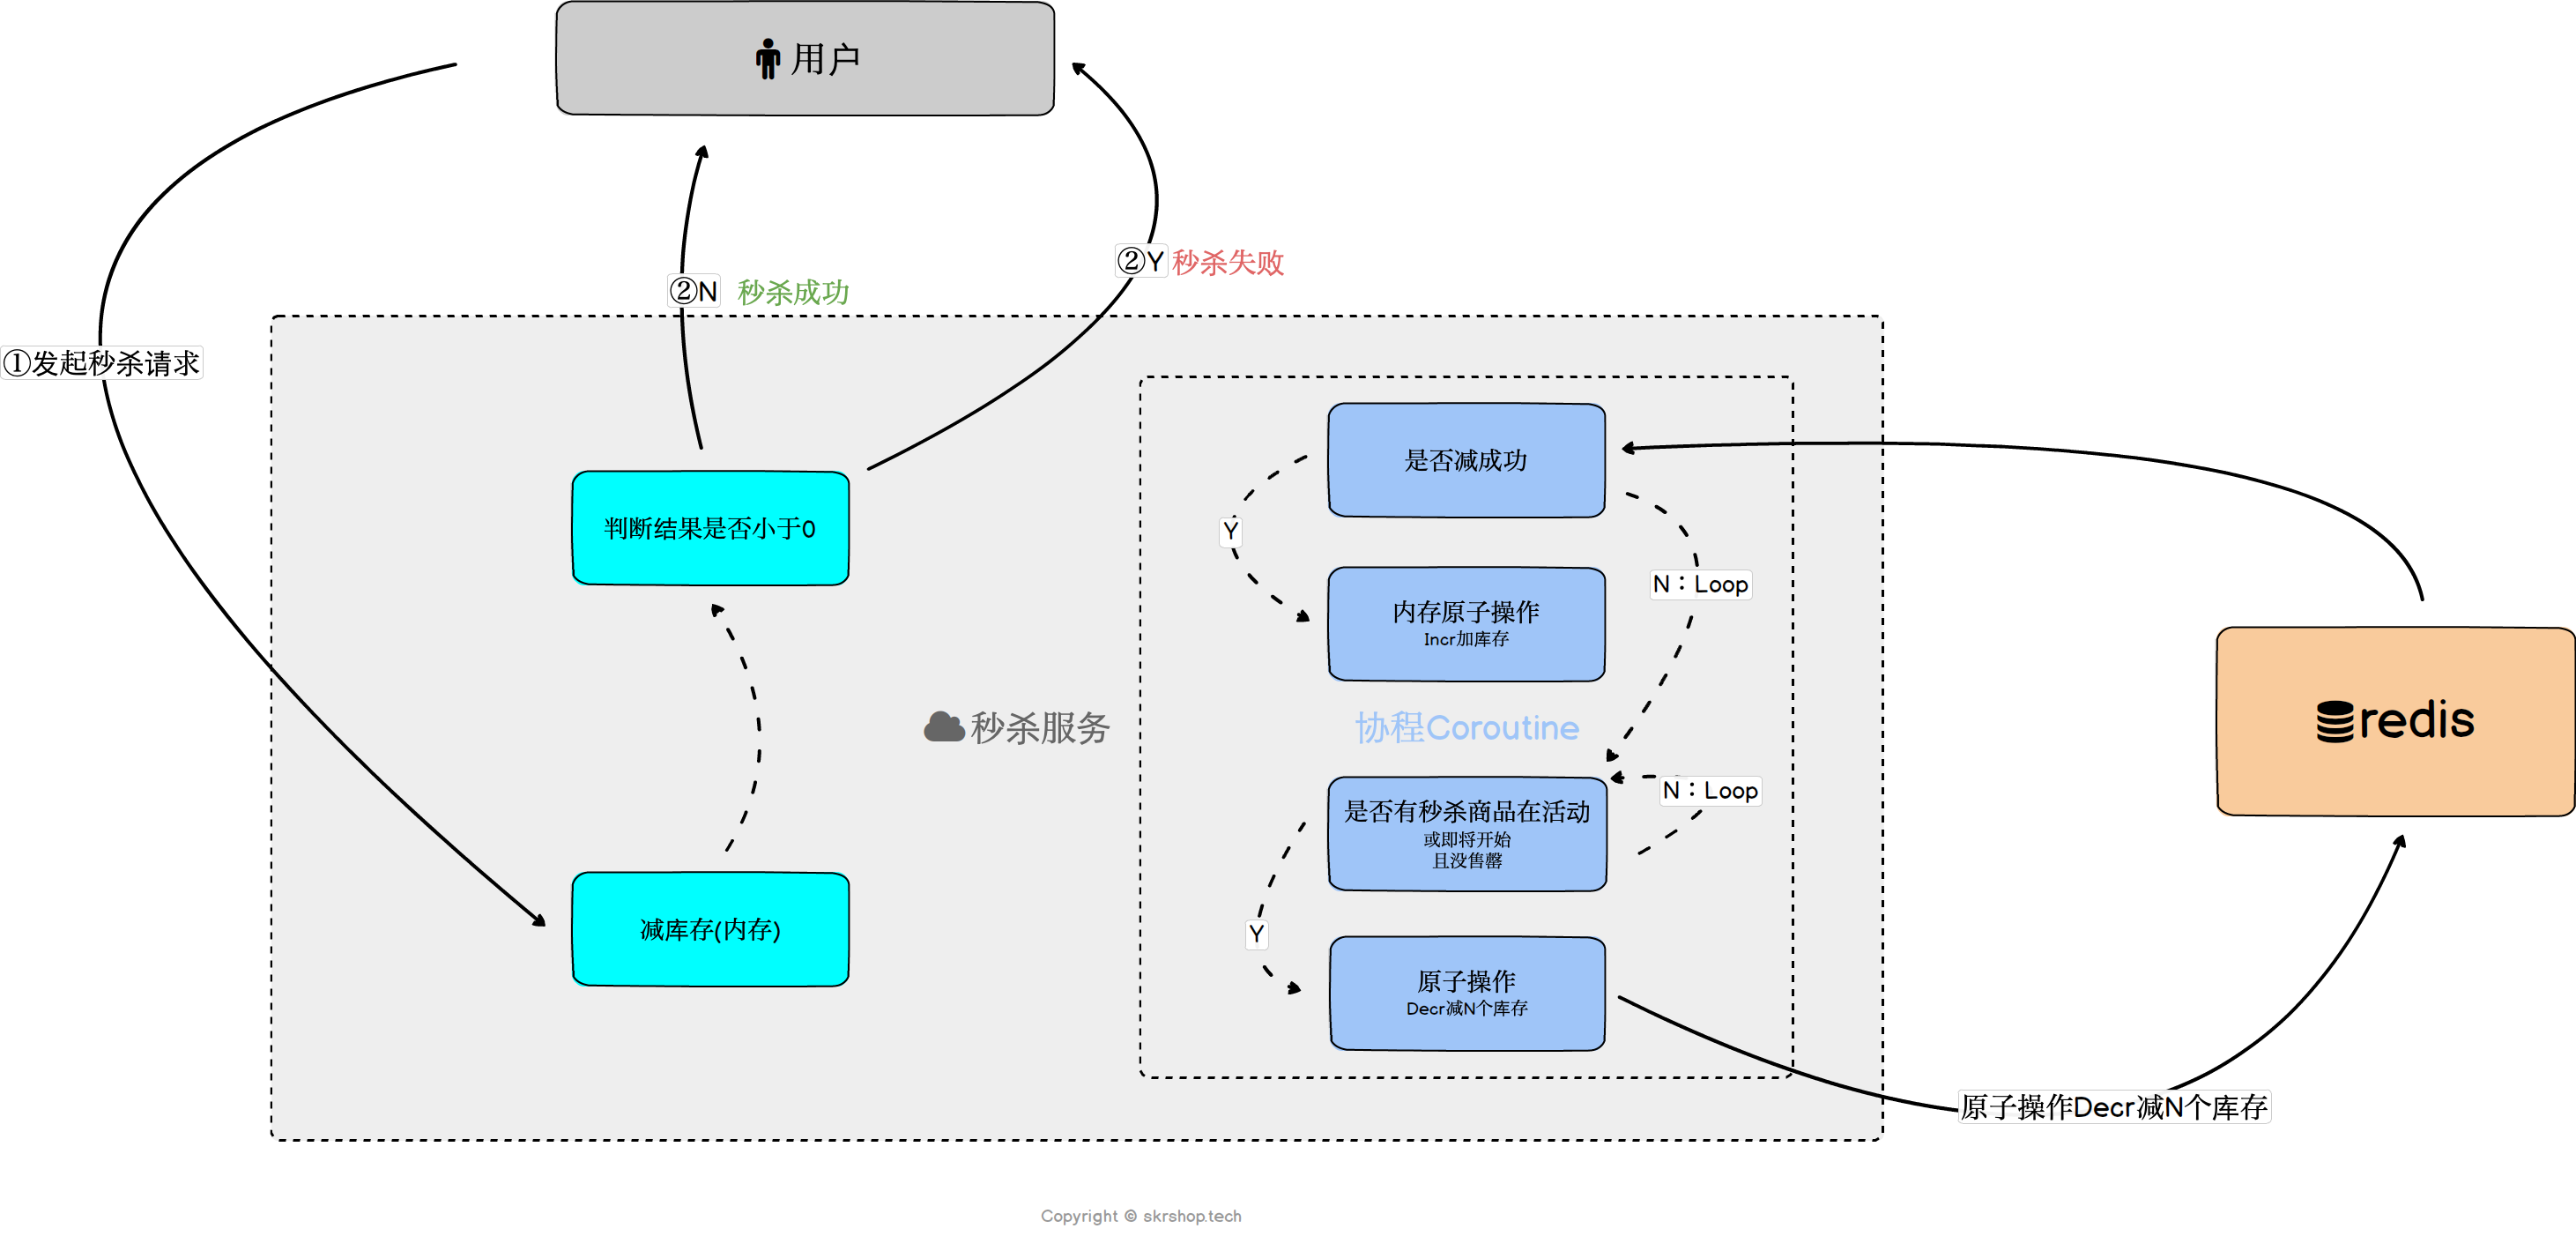 用户
②Y
秒杀失败
②N
秒杀成功
①发起秒杀请求
判断结果是否小于0
减库存(内存)
秒杀服务
是否减成功
Y
N：Loop
内存原子操作
Incr加库存
协程Coroutine
是否有秒杀商品在活动
或即将开始
且没售罄
N：Loop
Y
原子操作
Decr减N个库存
redis
原子操作Decr减N个库存
Copyright © skrshop.tech